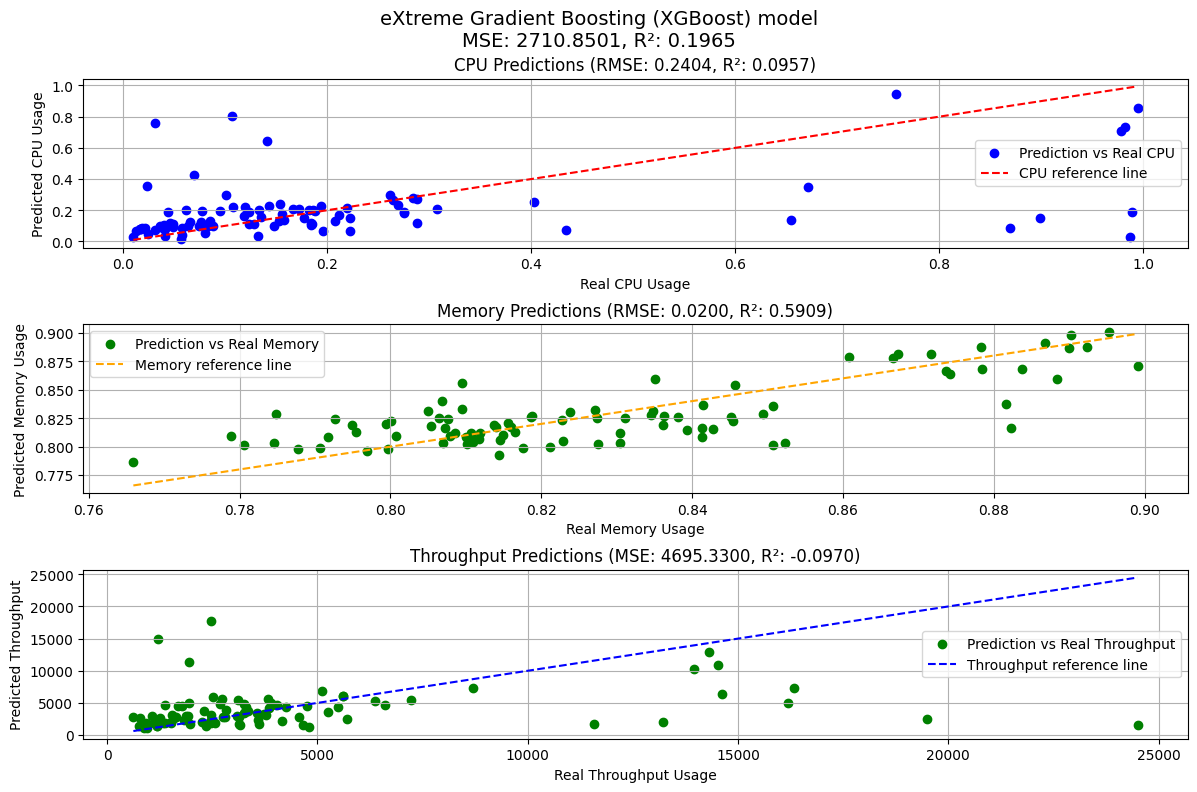 eXtreme Gradient Boosting (XGBoost) model
MSE: 2710.8501, R²: 0.1965
CPU Predictions (RMSE: 0.2404, R²: 0.0957)
Predicted CPU Usage
1.0
0.8
0.6
0.4
0.2
0.0
Prediction vs Real CPU
CPU reference line
0.0 0.2 0.4 0.6 0.8 1.0
Real CPU Usage
Memory Predictions (RMSE: 0.0200, R²: 0.5909)
Predicted Memory Usage
0.900
0.875
0.850
0.825
0.800
0.775
Prediction vs Real Memory
Memory reference line
0.76 0.78 0.80 0.82 0.84 0.86 0.88 0.90
Real Memory Usage
Throughput Predictions (MSE: 4695.3300, R²: -0.0970)
Predicted Throughput
25000
20000
15000
10000
5000
0
Prediction vs Real Throughput
Throughput reference line
0 5000 10000 15000 20000 25000
Real Throughput Usage